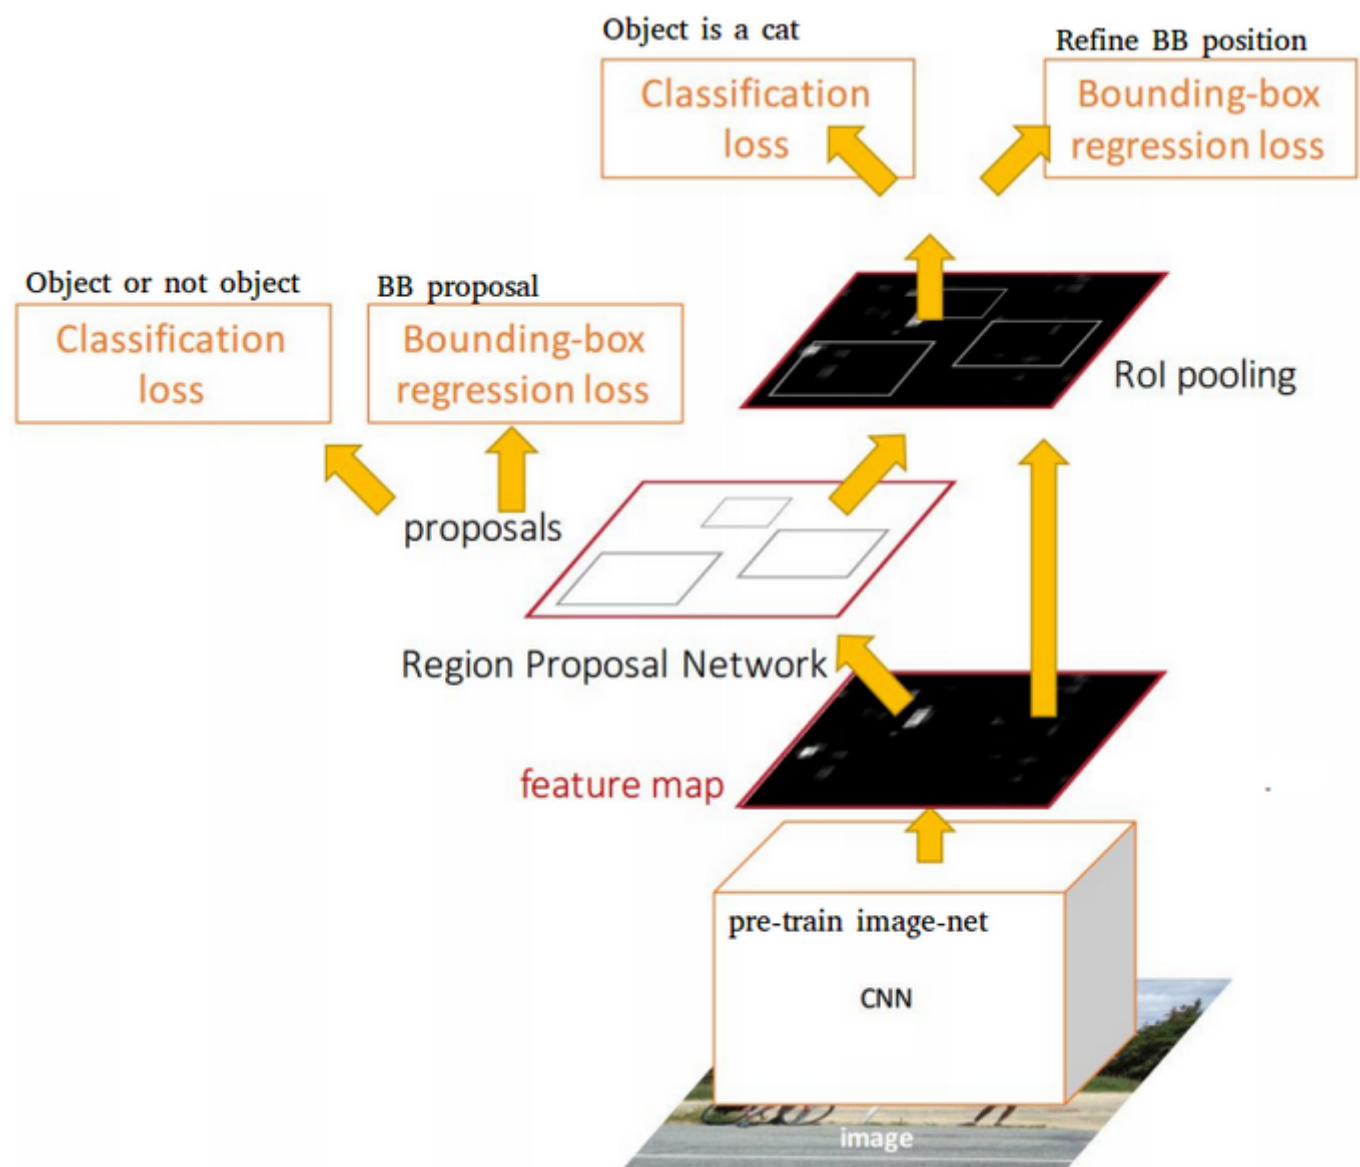 Object is a cat
Classification
loss
Refine BB position
Bounding-box
regression loss
Object or not object
Classification
loss
BB proposal
Bounding-box
regression loss
RoI pooling
proposals
Region Proposal Network
feature map
pre-train image-net
CNN
image